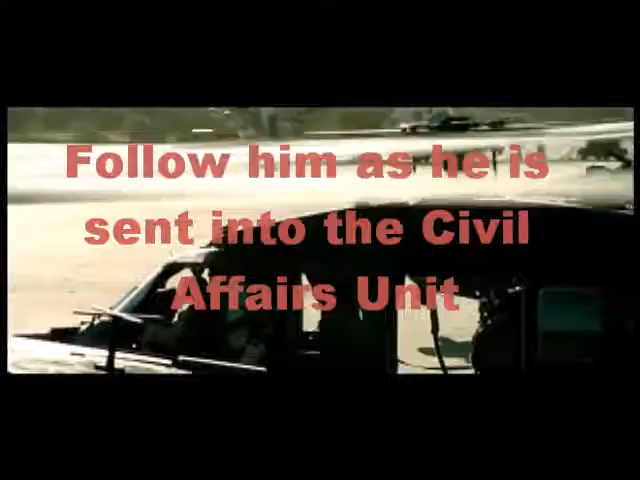 Follow him as he is
sent into the Civil
Affairs Unit